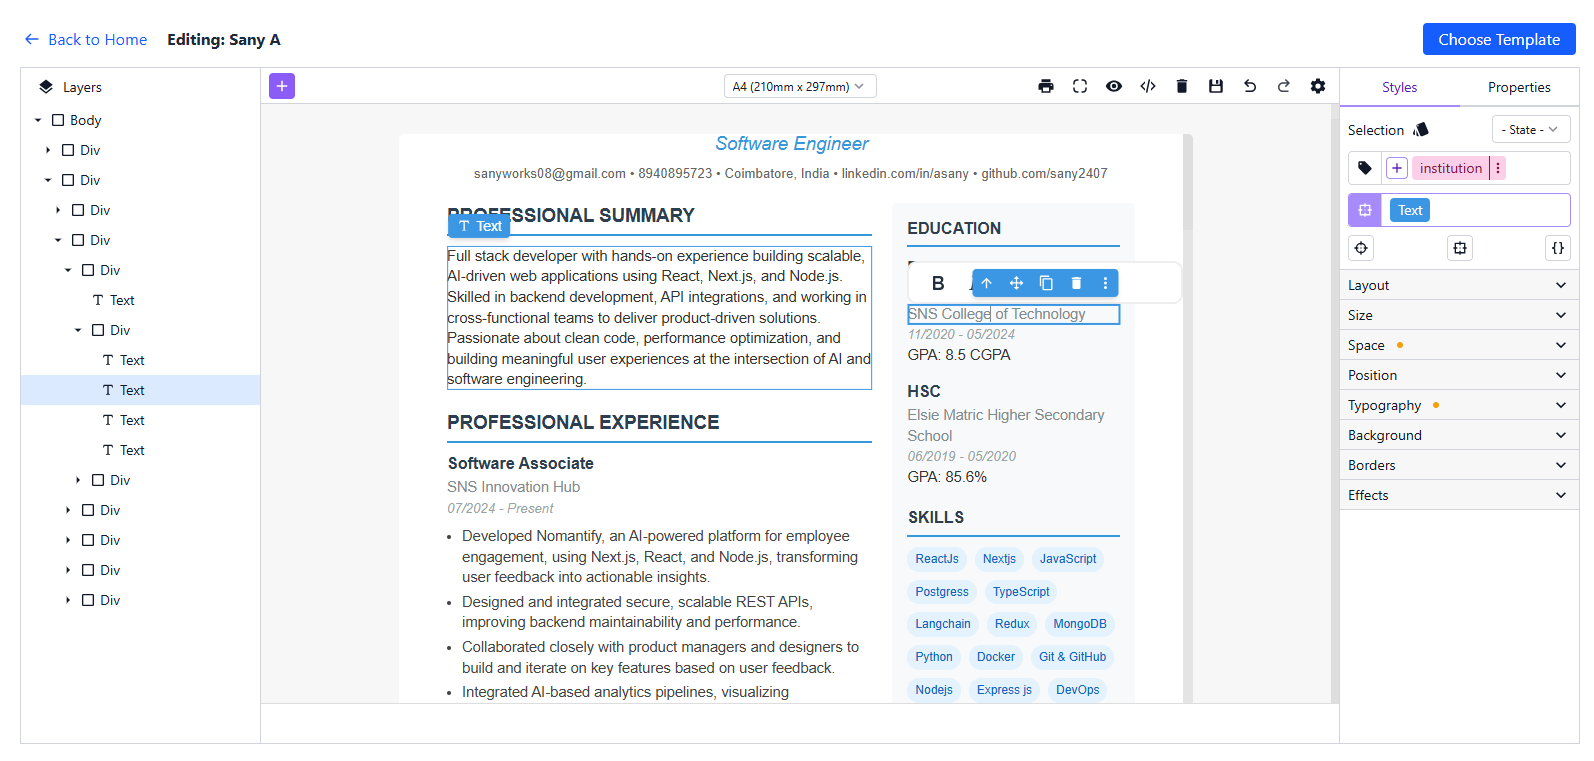 Back to Home
Editing: Sany A
Choose Template
Layers
Body
Div
Div
Div
Div
Div
Text
Div
Text
Text
Text
Text
Div
Div
Div
Div
Div
A4 (210mm x 297mm)
Software Engineer
sanyworks08@gmail.com • 8940895723 • Coimbatore, India • linkedin.com/in/asany • github.com/sany2407
PROFESSIONAL SUMMARY
Text
Full stack developer with hands-on experience building scalable,
AI-driven web applications using React, Next.js, and Node.js.
Skilled in backend development, API integrations, and working in
cross-functional teams to deliver product-driven solutions.
Passionate about clean code, performance optimization, and
building meaningful user experiences at the intersection of AI and
software engineering.
PROFESSIONAL EXPERIENCE
Software Associate
SNS Innovation Hub
07/2024 - Present
• Developed Nomantify, an AI-powered platform for employee
engagement, using Next.js, React, and Node.js, transforming
user feedback into actionable insights.
• Designed and integrated secure, scalable REST APIs,
improving backend maintainability and performance.
• Collaborated closely with product managers and designers to
build and iterate on key features based on user feedback.
• Integrated AI-based analytics pipelines, visualizing
EDUCATION
B
SNS College of Technology
11/2020 - 05/2024
GPA: 8.5 CGPA
HSC
Elsie Matric Higher Secondary
School
06/2019 - 05/2020
GPA: 85.6%
SKILLS
ReactJs Nextjs JavaScript
Postgress TypeScript
Langchain Redux MongoDB
Python Docker Git & GitHub
Nodejs Express js DevOps
Styles
Properties
Selection
- State -
institution
Text
{}
Layout
Size
Space
Position
Typography
Background
Borders
Effects